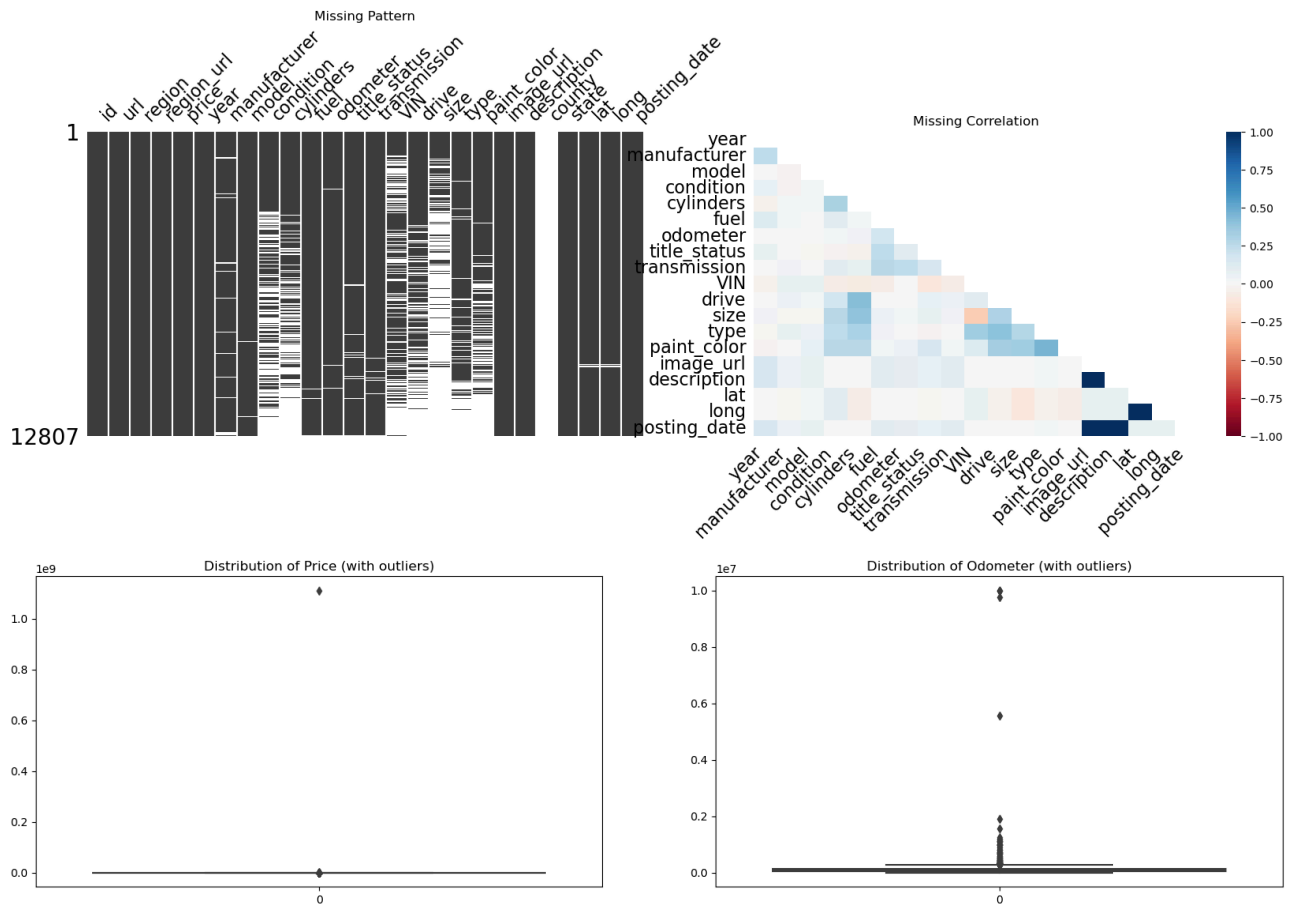 Missing Pattern
id
url
region
region_url
price
year
manufacturer
model
condition
cylinders
fuel
odometer
title_status
transmission
VIN
drive
size
type
paint_color
image_url
description
county
state
lat
long
posting_date
1
12807
Missing Correlation
year
manufacturer
model
condition
cylinders
fuel
odometer
title_status
transmission
VIN
drive
size
type
paint_color
image_url
description
lat
long
posting_date
year
manufacturer
model
condition
cylinders
fuel
odometer
title_status
transmission
VIN
drive
size
type
paint_color
image_url
description
lat
long
posting_date
1.00
0.75
0.50
0.25
0.00
−0.25
−0.50
−0.75
−1.00
Distribution of Price (with outliers)
1e9
1.0
0.8
0.6
0.4
0.2
0.0
0
Distribution of Odometer (with outliers)
1e7
1.0
0.8
0.6
0.4
0.2
0.0
0